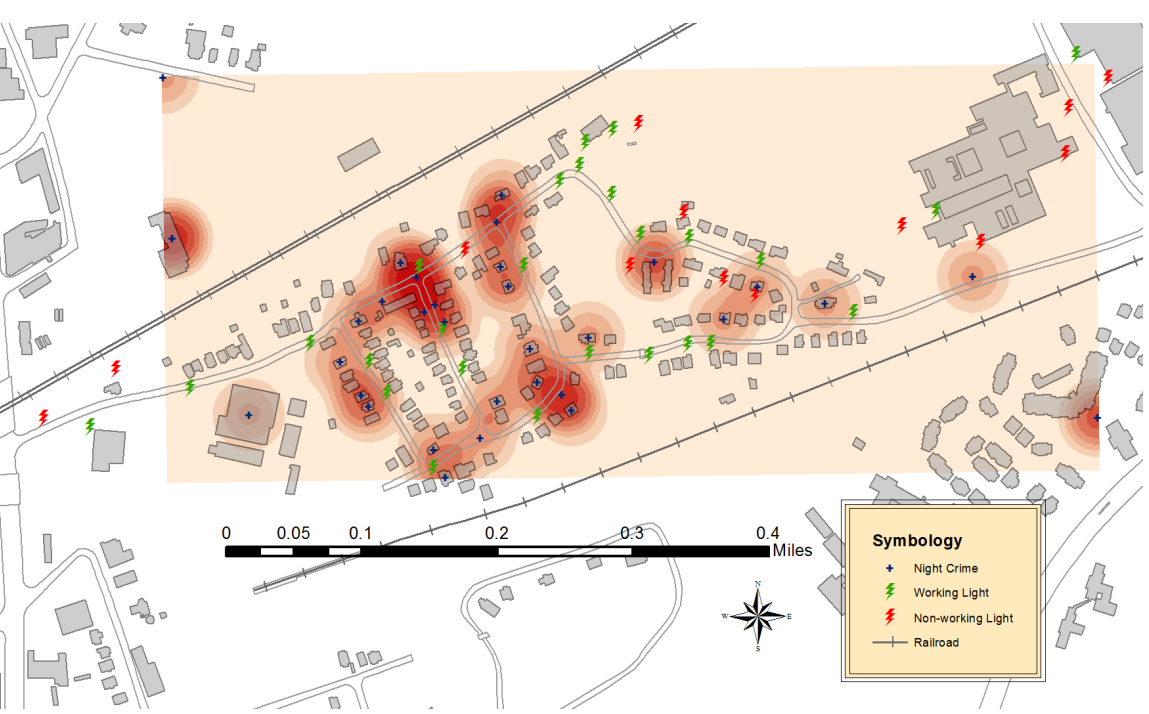 0 0.05 0.1 0.2 0.3 0.4
Miles
N
W E
S
Symbology
Night Crime
Working Light
Non-working Light
Railroad